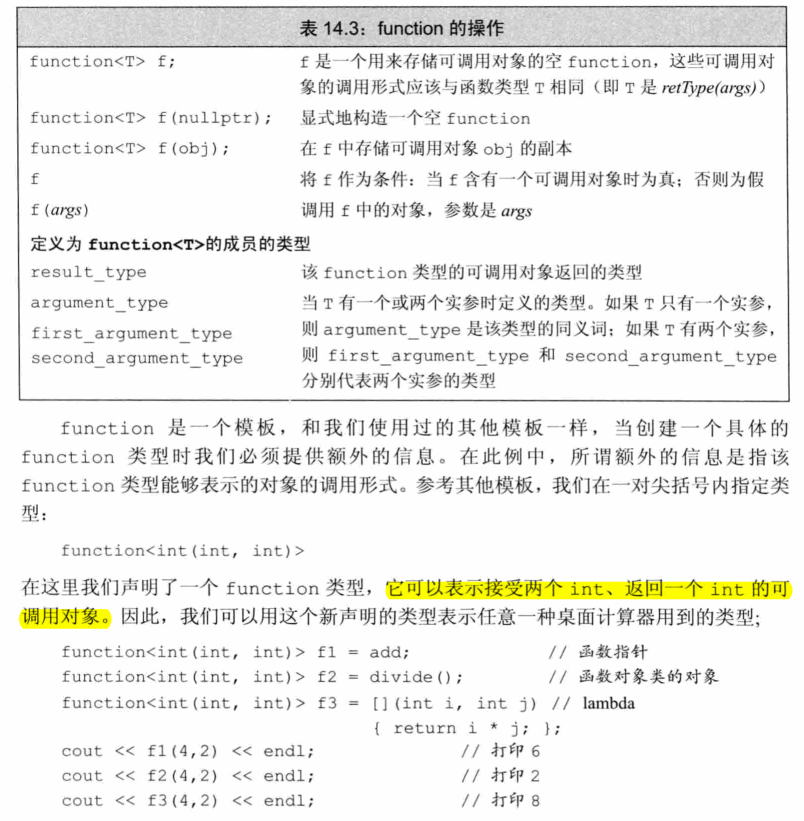 表 14.3：function 的操作
function<T> f; f 是一个用来存储可调用对象的空 function，这些可调用对
象的调用形式应该与函数类型 T 相同（即 T 是 retType(args)）
function<T> f(nullptr); 显式地构造一个空 function
function<T> f(obj); 在 f 中存储可调用对象 obj 的副本
f 将 f 作为条件：当 f 含有一个可调用对象时为真；否则为假
f(args) 调用 f 中的对象，参数是 args
定义为 function<T>的成员的类型
result_type 该 function 类型的可调用对象返回的类型
argument_type 当 T 有一个或两个实参时定义的类型。如果 T 只有一个实参，
first_argument_type 则 argument_type 是该类型的同义词；如果 T 有两个实参，
second_argument_type 则 first_argument_type 和 second_argument_type
分别代表两个实参的类型
function 是一个模板，和我们使用过的其他模板一样，当创建一个具体的
function 类型时我们必须提供额外的信息。在此例中，所谓额外的信息是指该
function 类型能够表示的对象的调用形式。参考其他模板，我们在一对尖括号内指定类
型：
function<int(int, int)>
在这里我们声明了一个 function 类型，它可以表示接受两个 int、返回一个 int 的可
调用对象。因此，我们可以用这个新声明的类型表示任意一种桌面计算器用到的类型;
function<int(int, int)> f1 = add; // 函数指针
function<int(int, int)> f2 = divide(); // 函数对象类的对象
function<int(int, int)> f3 = [](int i, int j) // lambda
{ return i * j; };
cout << f1(4,2) << endl; // 打印 6
cout << f2(4,2) << endl; // 打印 2
cout << f3(4,2) << endl; // 打印 8